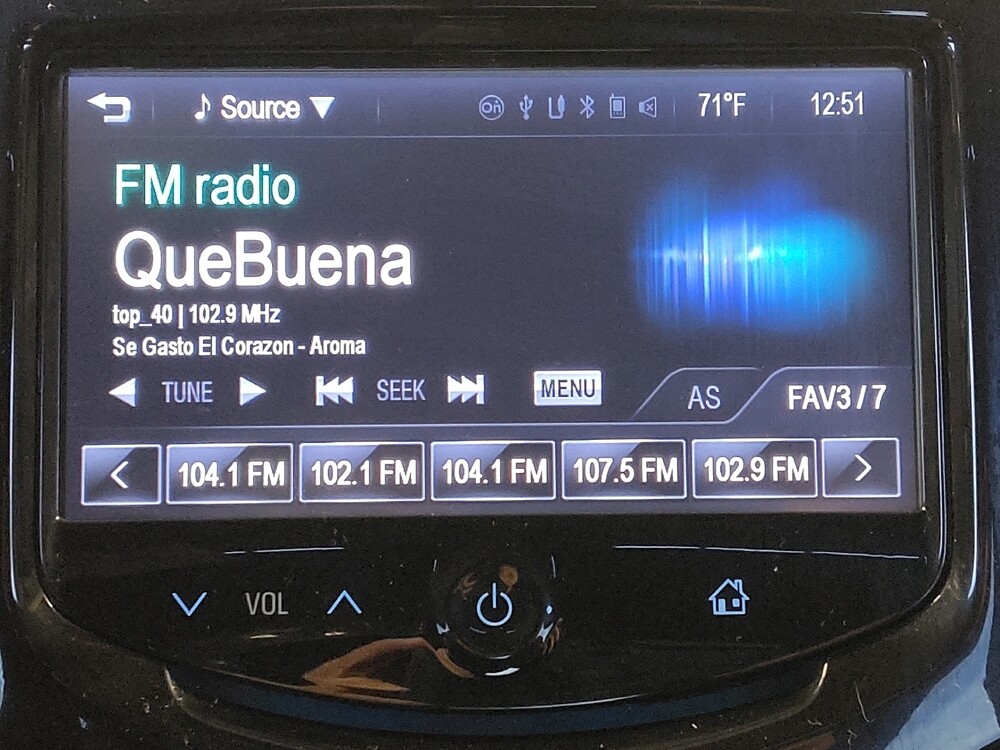 Source
On
71°F
12:51
FM radio
QueBuena
top_40 | 102.9 MHz
Se Gasto El Corazon - Aroma
TUNE
SEEK
MENU
AS
FAV3 / 7
104.1 FM
102.1 FM
104.1 FM
107.5 FM
102.9 FM
VOL